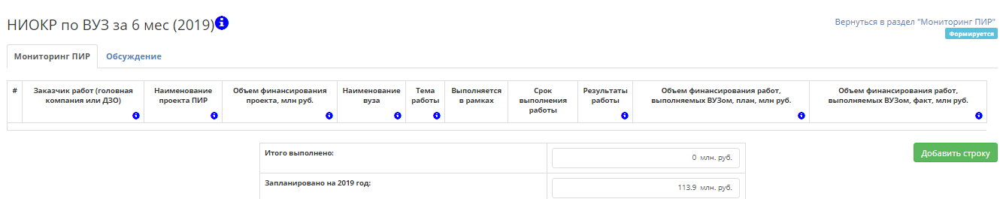 НИОКР по ВУЗ за 6 мес (2019)
Вернуться в раздел "Мониторинг ПИР"
Формируется
Мониторинг ПИР
Обсуждение
#
Заказчик работ (головная
компания или ДЗО)
Наименование
проекта ПИР
Объем финансирования
проекта, млн руб.
Наименование
вуза
Тема
работы
Выполняется
в рамках
Срок
выполнения
работы
Результаты
работы
Объем финансирования работ,
выполняемых ВУЗом, план, млн руб.
Объем финансирования работ,
выполняемых ВУЗом, факт, млн руб.
Итого выполнено:
0 млн. руб.
Добавить строку
Запланировано на 2019 год:
113.9 млн. руб.